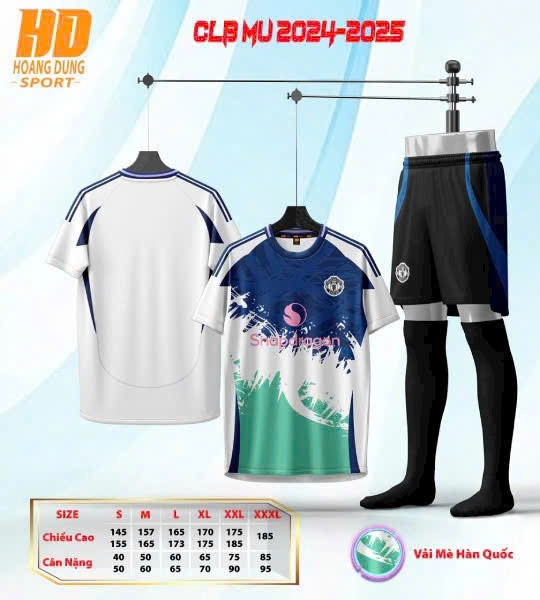 HD
HOANG DUNG
SPORT
CLB MU 2024-2025
Snapdragon
SIZE S M L XL XXL XXXL
Chiều Cao 145 157 165 170 175 185
155 165 173 175 185
Cân Nặng 40 50 60 65 75 85
50 60 65 70 90 95
Vải Mè Hàn Quốc